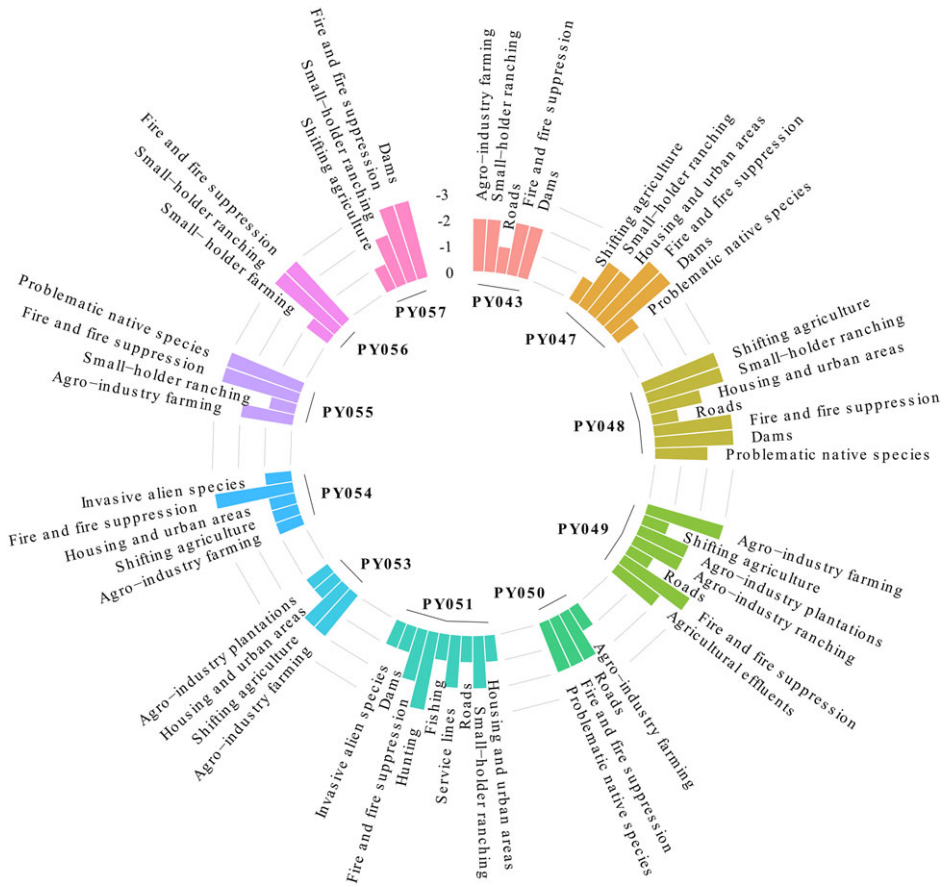 -3
-2
-1
0
Agro-industry farming
Small-holder ranching
Roads
Fire and fire suppression
Dams
PY043
Shifting agriculture
Small-holder ranching
Housing and urban areas
Fire and fire suppression
Dams
Problematic native species
PY047
Shifting agriculture
Small-holder ranching
Housing and urban areas
Roads
Fire and fire suppression
Dams
Problematic native species
PY048
Agro-industry farming
Shifting agriculture
Agro-industry plantations
Agro-industry ranching
Roads
Fire and fire suppression
Agricultural effluents
PY049
Agro-industry farming
Roads
Fire and fire suppression
Problematic native species
PY050
Housing and urban areas
Small-holder ranching
Roads
Service lines
Fishing
Hunting
Fire and fire suppression
Dams
Invasive alien species
PY051
Agro-industry farming
Shifting agriculture
Housing and urban areas
Agro-industry plantations
PY053
Agro-industry farming
Shifting agriculture
Housing and urban areas
Fire and fire suppression
Invasive alien species
PY054
Agro-industry farming
Small-holder ranching
Fire and fire suppression
Problematic native species
PY055
Small-holder farming
Small-holder ranching
Fire and fire suppression
PY056
Shifting agriculture
Small-holder ranching
Fire and fire suppression
Dams
PY057